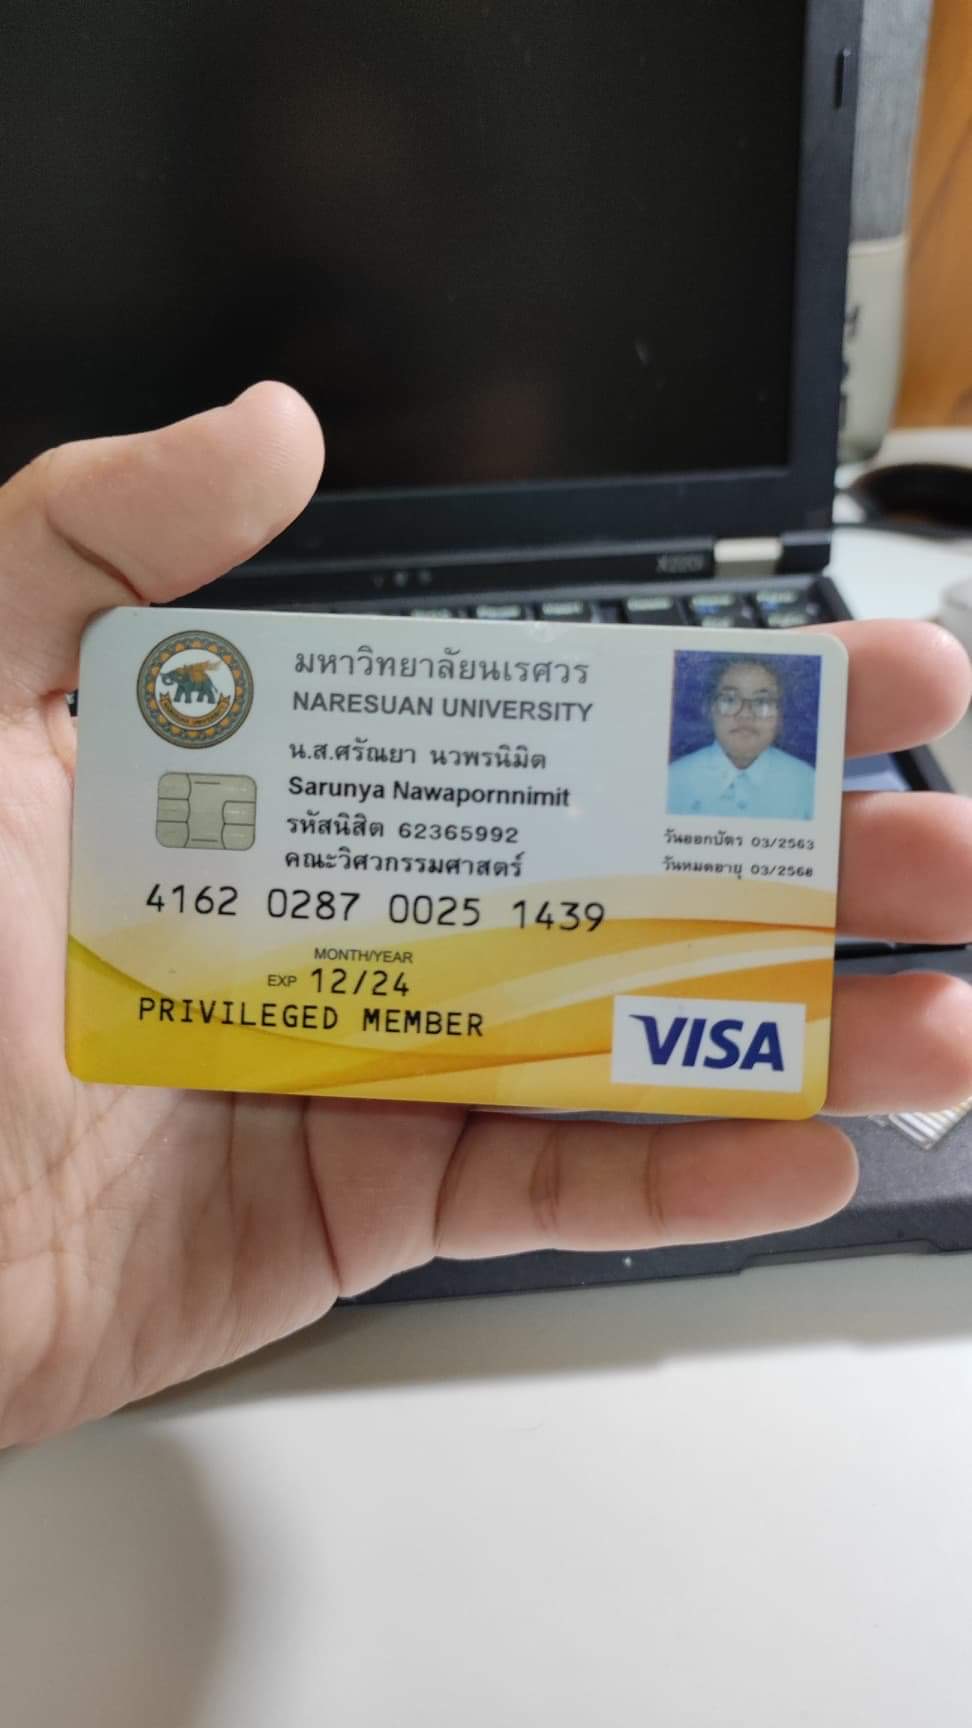 มหาวิทยาลัยนเรศวร
NARESUAN UNIVERSITY
น.ส.ศรัณยา นวพรนิมิต
Sarunya Nawapornnimit
รหัสนิสิต 62365992
คณะวิศวกรรมศาสตร์
วันออกบัตร 03/2563
วันหมดอายุ 03/2568
4162 0287 0025 1439
MONTH/YEAR
EXP 12/24
PRIVILEGED MEMBER
VISA